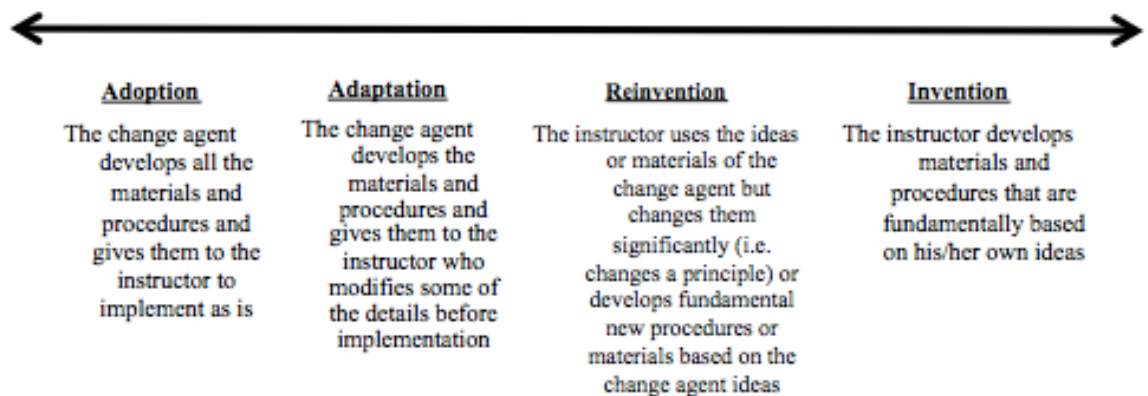 Adoption
The change agent
develops all the
materials and
procedures and
gives them to the
instructor to
implement as is
Adaptation
The change agent
develops the
materials and
procedures and
gives them to the
instructor who
modifies some of
the details before
implementation
Reinvention
The instructor uses the ideas
or materials of the
change agent but
changes them
significantly (i.e.
changes a principle) or
develops fundamental
new procedures or
materials based on the
change agent ideas
Invention
The instructor develops
materials and
procedures that are
fundamentally based
on his/her own ideas